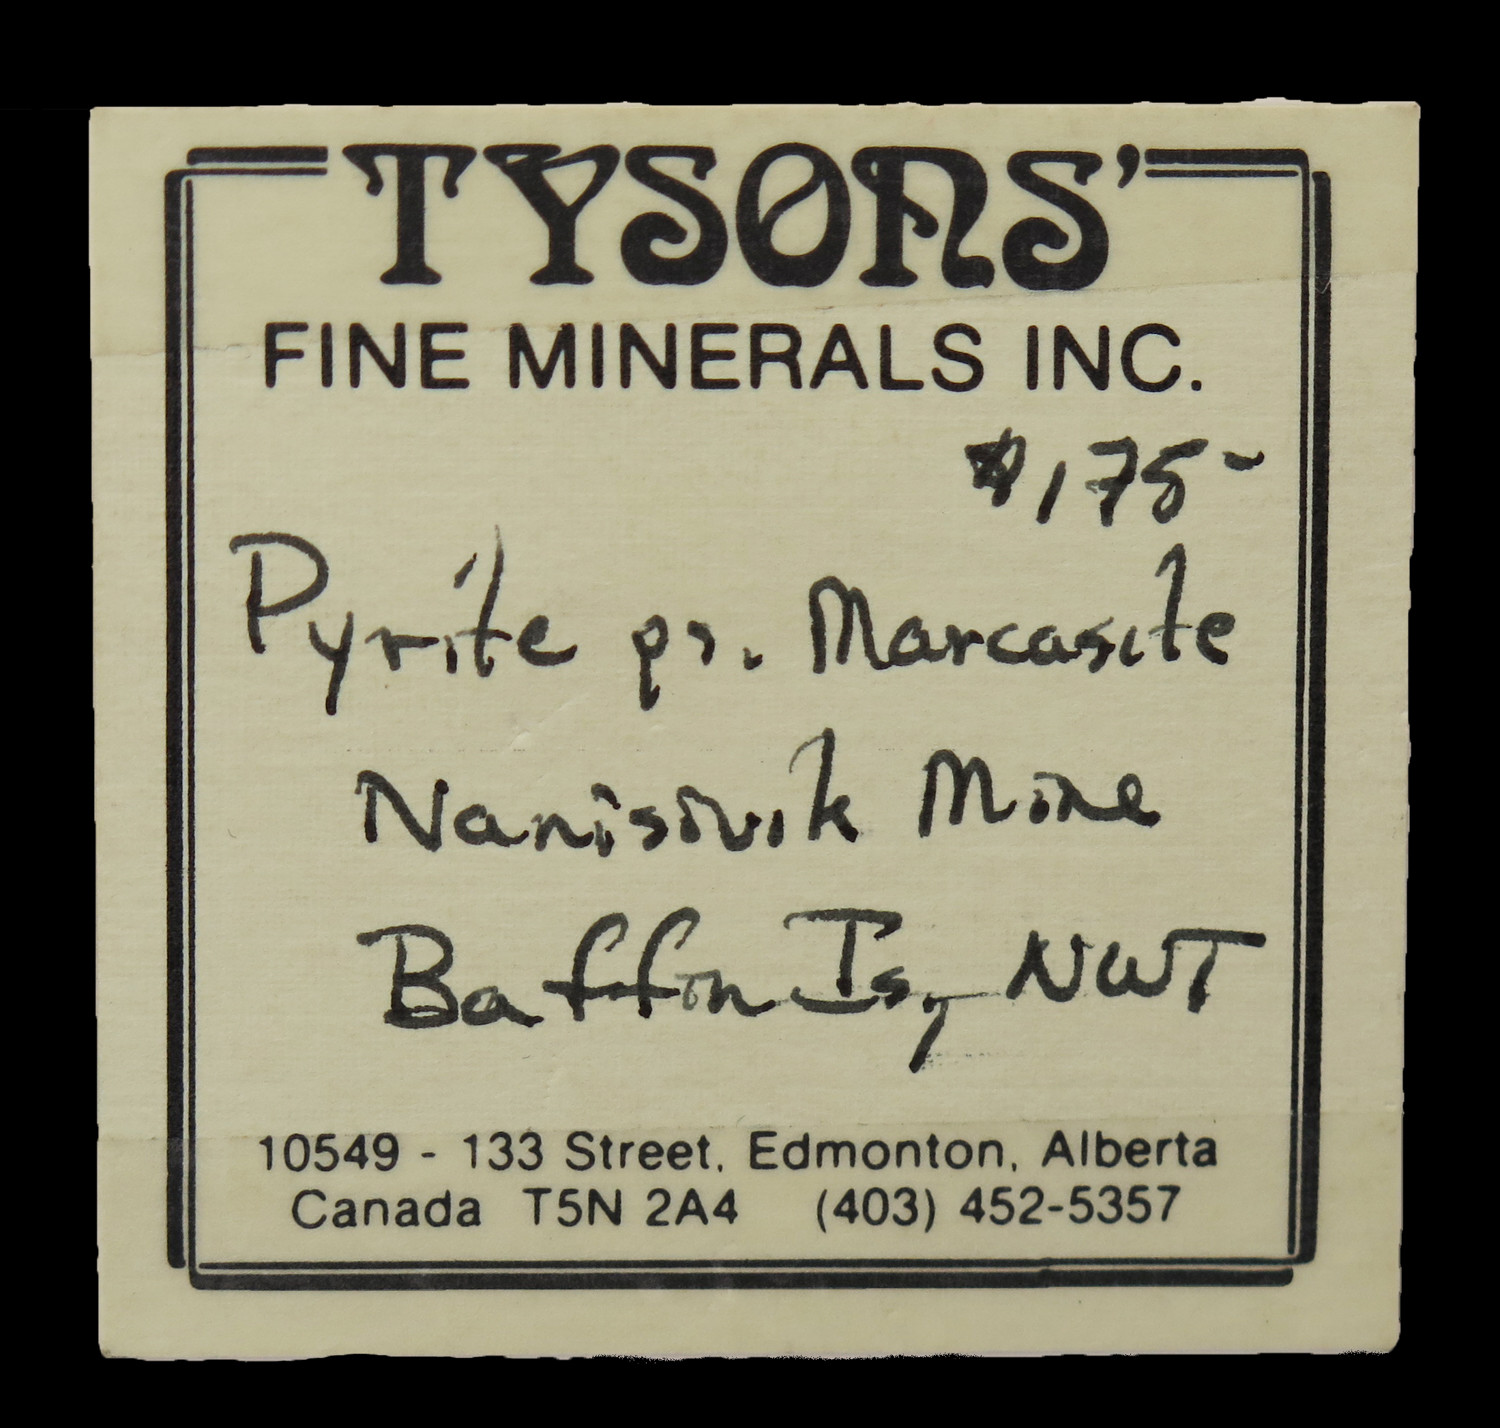 TYSONS'
FINE MINERALS INC.
$175-
Pyrite ps. Marcasite
Nanisivik Mine
Baffin Is, NWT
10549 - 133 Street, Edmonton, Alberta
Canada T5N 2A4 (403) 452-5357